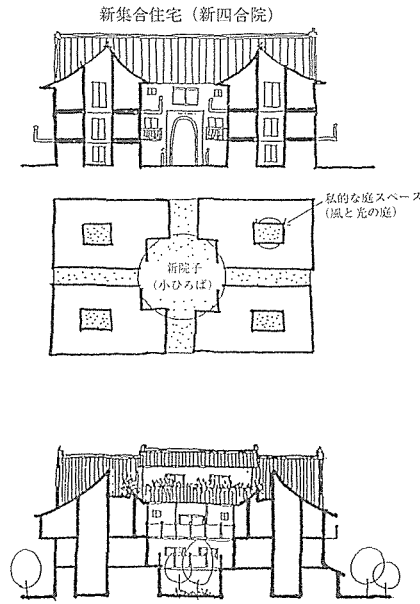 新集合住宅（新四合院）
私的な庭スペース
（風と光の庭）
新院子
（小ひろば）